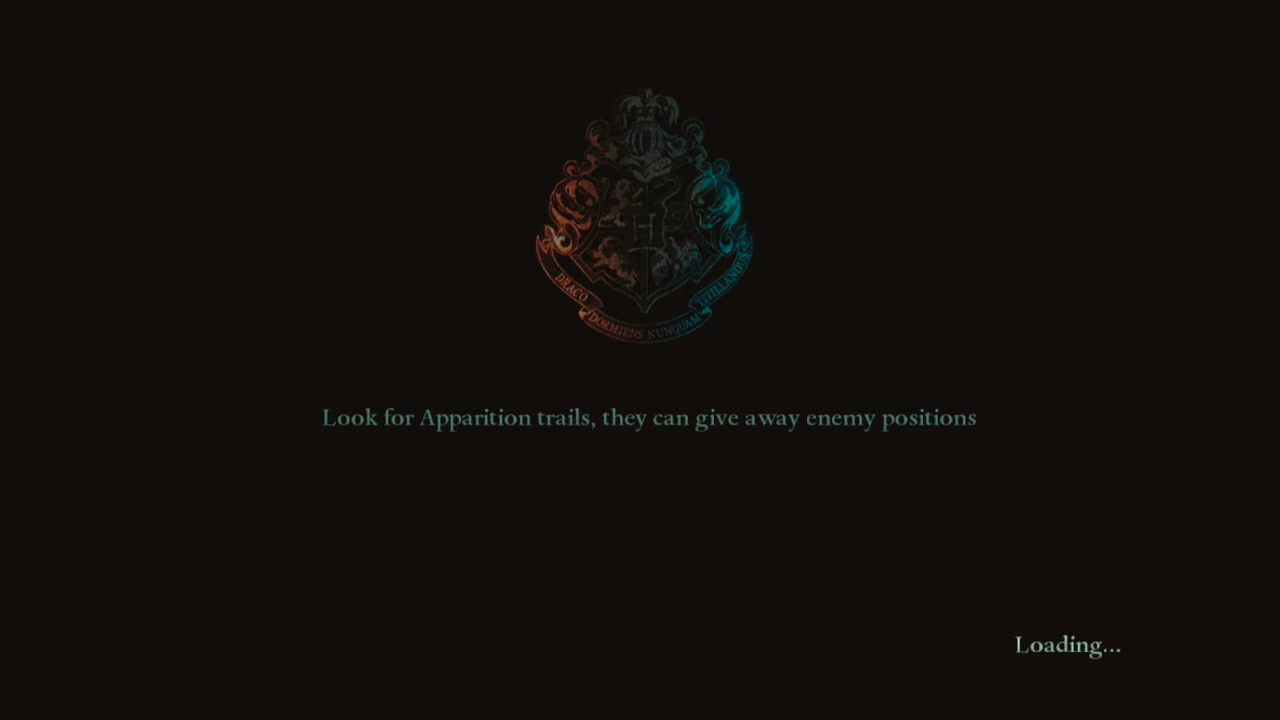 H
DRACO DORMIENS NUNQUAM TITILLANDUS
Look for Apparition trails, they can give away enemy positions
Loading...